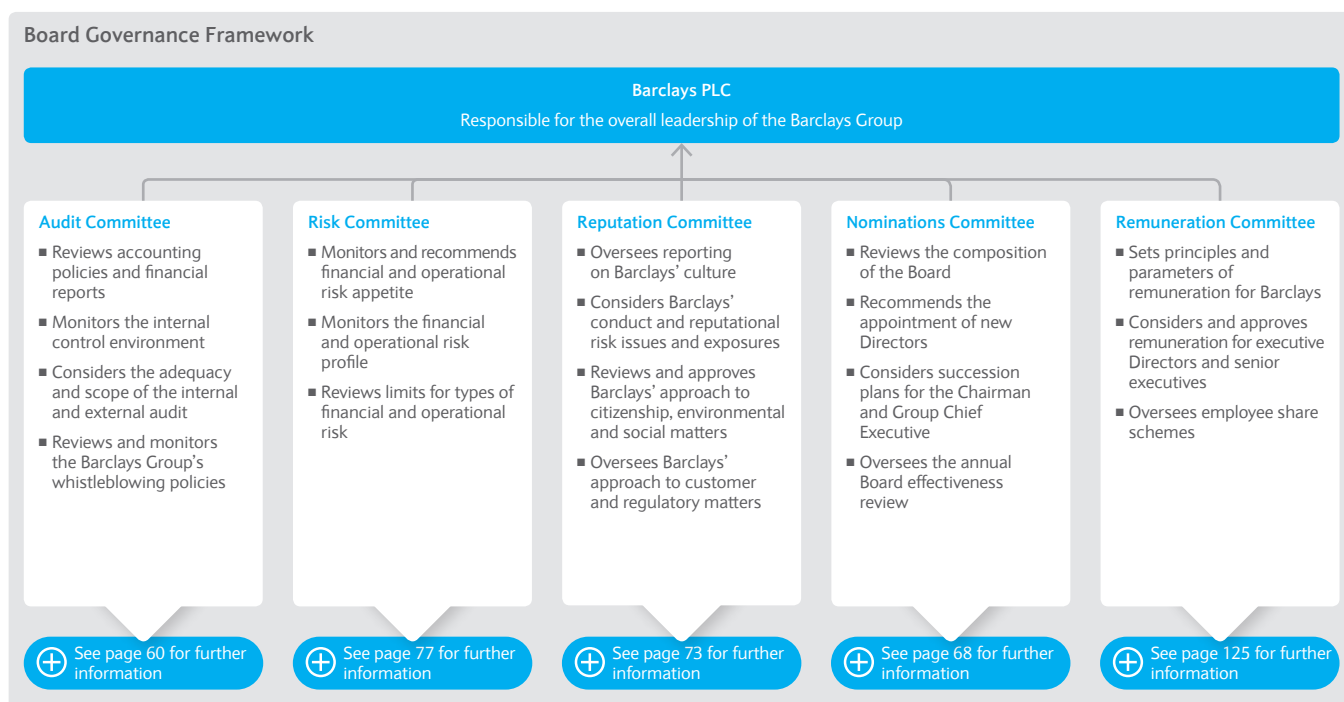 Board Governance Framework
Barclays PLC
Responsible for the overall leadership of the Barclays Group
Audit Committee
■ Reviews accounting
policies and financial
reports
■ Monitors the internal
control environment
■ Considers the adequacy
and scope of the internal
and external audit
■ Reviews and monitors
the Barclays Group's
whistleblowing policies
See page 60 for further
information
Risk Committee
■ Monitors and recommends
financial and operational
risk appetite
■ Monitors the financial
and operational risk
profile
■ Reviews limits for types of
financial and operational
risk
See page 77 for further
information
Reputation Committee
■ Oversees reporting
on Barclays' culture
■ Considers Barclays'
conduct and reputational
risk issues and exposures
■ Reviews and approves
Barclays' approach to
citizenship, environmental
and social matters
■ Oversees Barclays'
approach to customer
and regulatory matters
See page 73 for further
information
Nominations Committee
■ Reviews the composition
of the Board
■ Recommends the
appointment of new
Directors
■ Considers succession
plans for the Chairman
and Group Chief
Executive
■ Oversees the annual
Board effectiveness
review
See page 68 for further
information
Remuneration Committee
■ Sets principles and
parameters of
remuneration for Barclays
■ Considers and approves
remuneration for executive
Directors and senior
executives
■ Oversees employee share
schemes
See page 125 for further
information